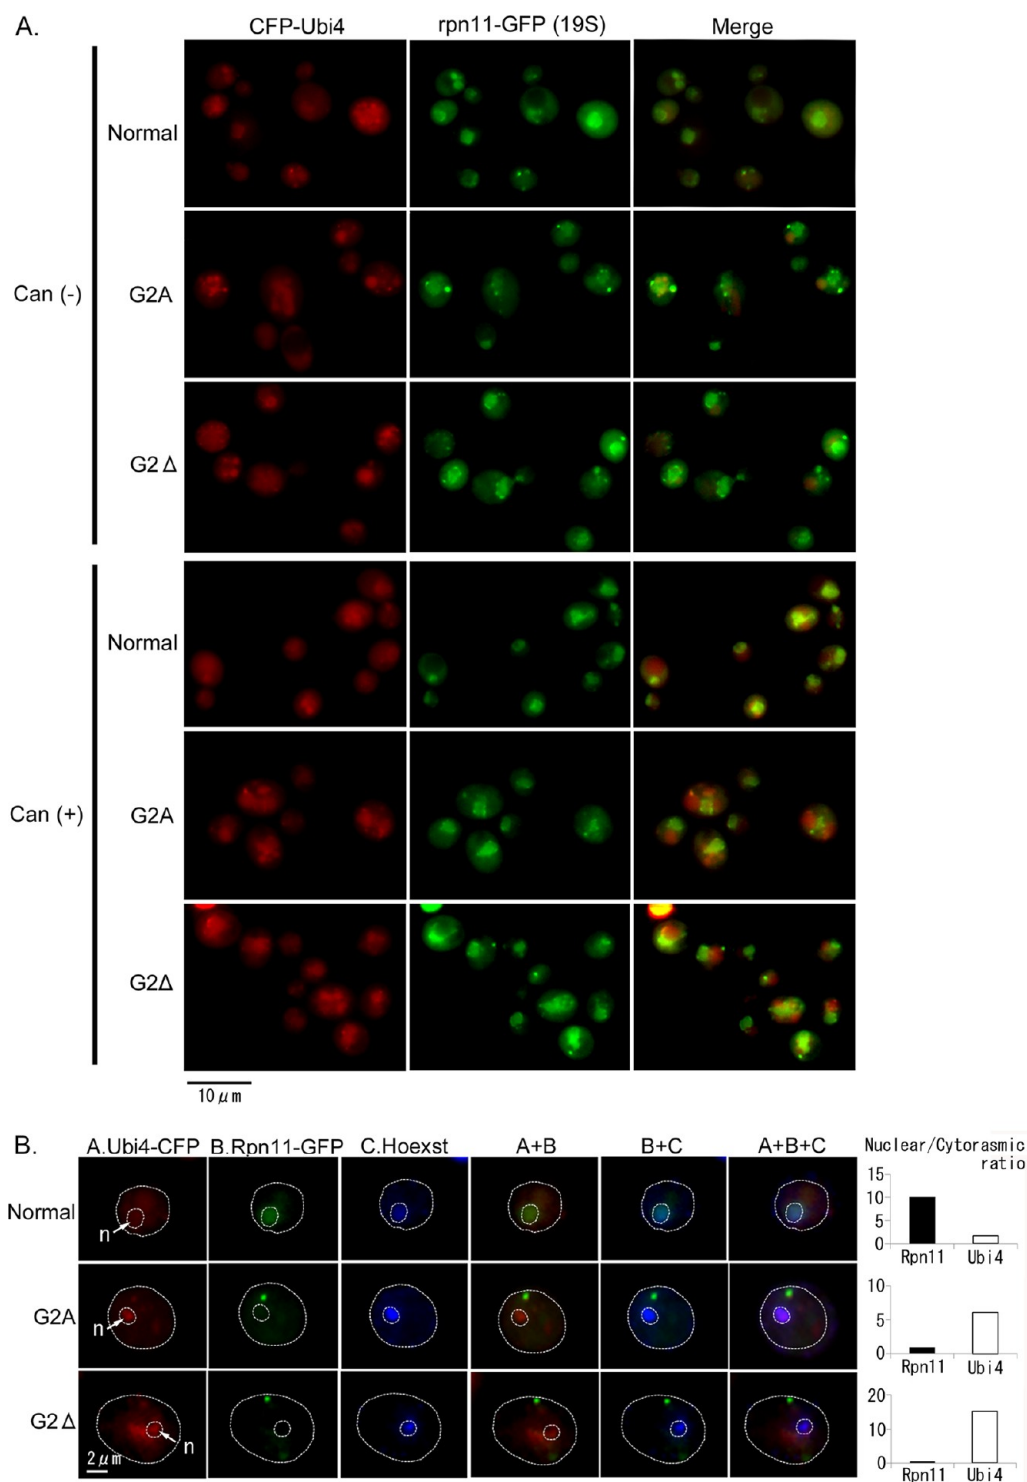 A.
CFP-Ubi4 rpn11-GFP (19S) Merge
Normal
Can (-)
G2A
G2Δ
Normal
Can (+)
G2A
G2Δ
10 μm
B.
A.Ubi4-CFP B.Rpn11-GFP C.Hoexst A+B B+C A+B+C Nuclear/Cytorasmic
ratio
Normal
n
15
10
5
0
Rpn11 Ubi4
G2A
n
10
5
0
Rpn11 Ubi4
G2Δ
n
2μm
20
10
0
Rpn11 Ubi4